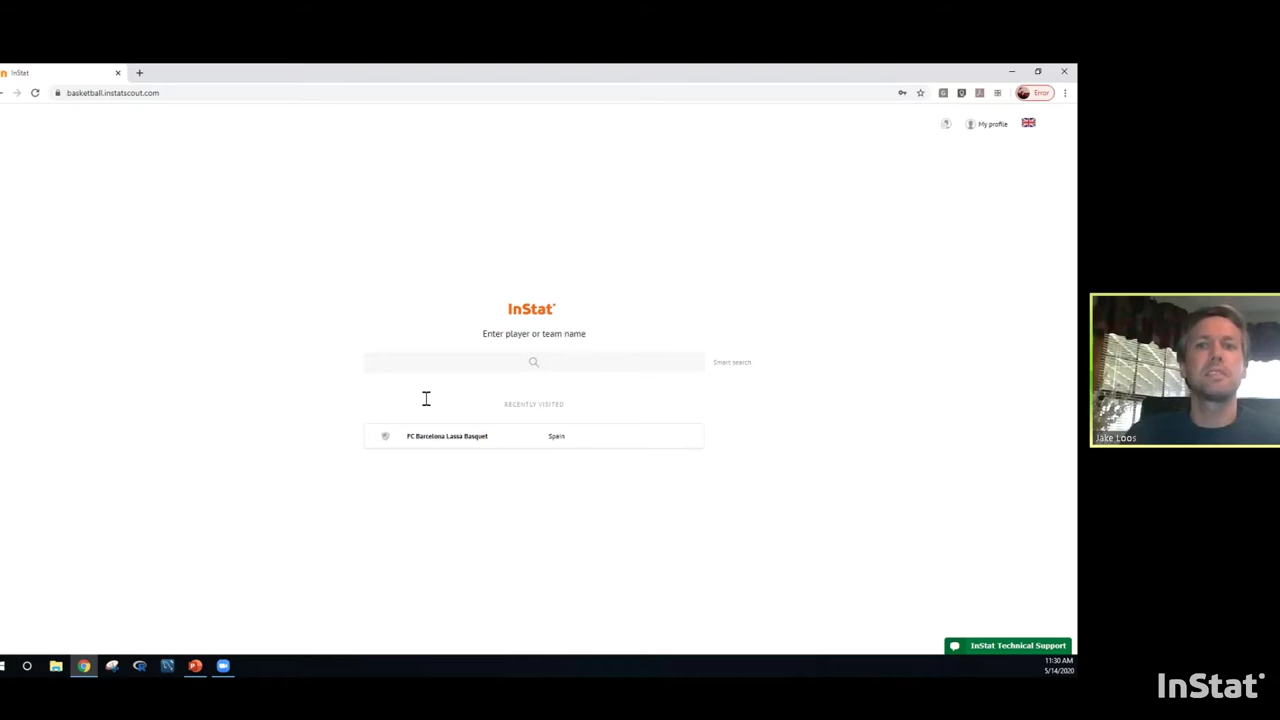 InStat
basketball.instatscout.com
Error
My profile
InStat
Enter player or team name
Smart search
RECENTLY VISITED
FC Barcelona Lassa Basquet Spain
Jake Loos
InStat Technical Support
11:30 AM
5/14/2020
InStat